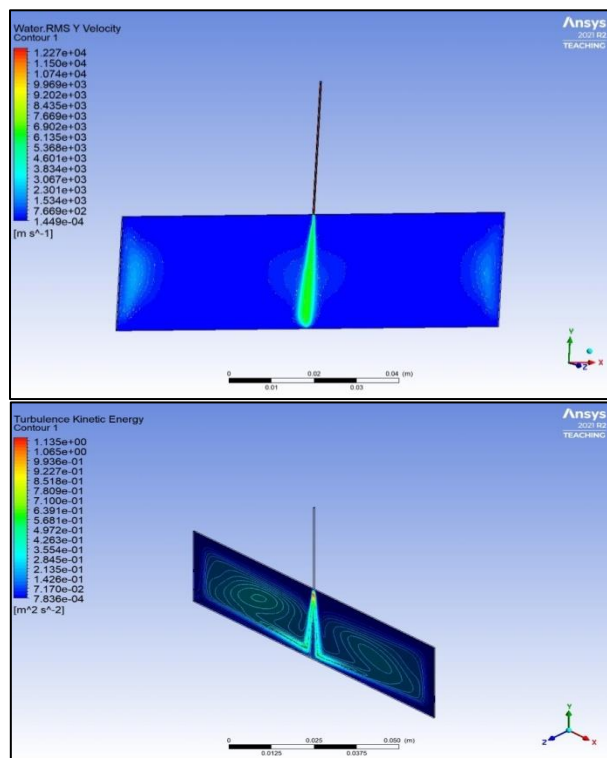 Water.RMS Y Velocity
Contour 1
1.227e+04
1.150e+04
1.074e+04
9.969e+03
9.202e+03
8.435e+03
7.669e+03
6.902e+03
6.135e+03
5.368e+03
4.601e+03
3.834e+03
3.067e+03
2.301e+03
1.534e+03
7.669e+02
1.449e-04
[m s^-1]
Ansys
2021 R2
TEACHING
0 0.02 0.04 (m)
0.01 0.03
Y
X
Z
Turbulence Kinetic Energy
Contour 1
1.135e+00
1.065e+00
9.936e-01
9.227e-01
8.518e-01
7.809e-01
7.100e-01
6.391e-01
5.681e-01
4.972e-01
4.263e-01
3.554e-01
2.845e-01
2.135e-01
1.426e-01
7.170e-02
7.836e-04
[m^2 s^-2]
Ansys
2021 R2
TEACHING
0 0.025 0.050 (m)
0.0125 0.0375
Y
Z X